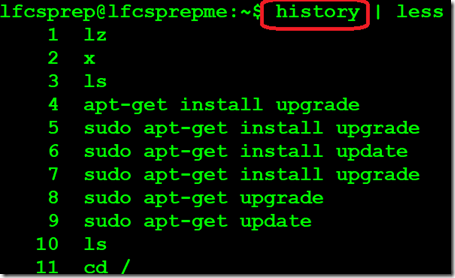 lfcsprep@lfcsprepme:~$ history | less
1 lz
2 x
3 ls
4 apt-get install upgrade
5 sudo apt-get install upgrade
6 sudo apt-get install update
7 sudo apt-get install upgrade
8 sudo apt-get upgrade
9 sudo apt-get update
10 ls
11 cd /